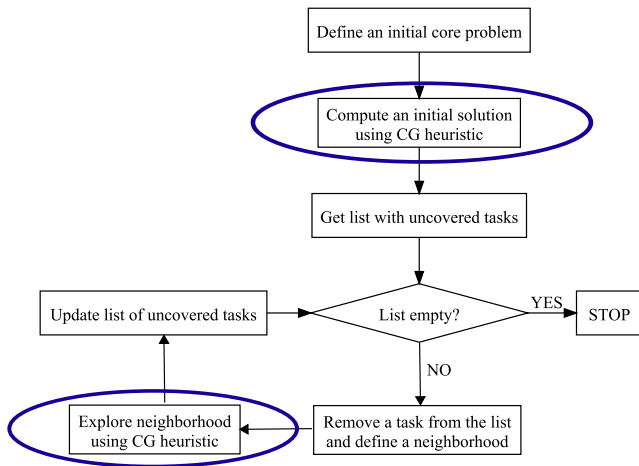 Define an initial core problem
Compute an initial solution
using CG heuristic
Get list with uncovered tasks
Update list of uncovered tasks
List empty?
YES
STOP
NO
Explore neighborhood
using CG heuristic
Remove a task from the list
and define a neighborhood